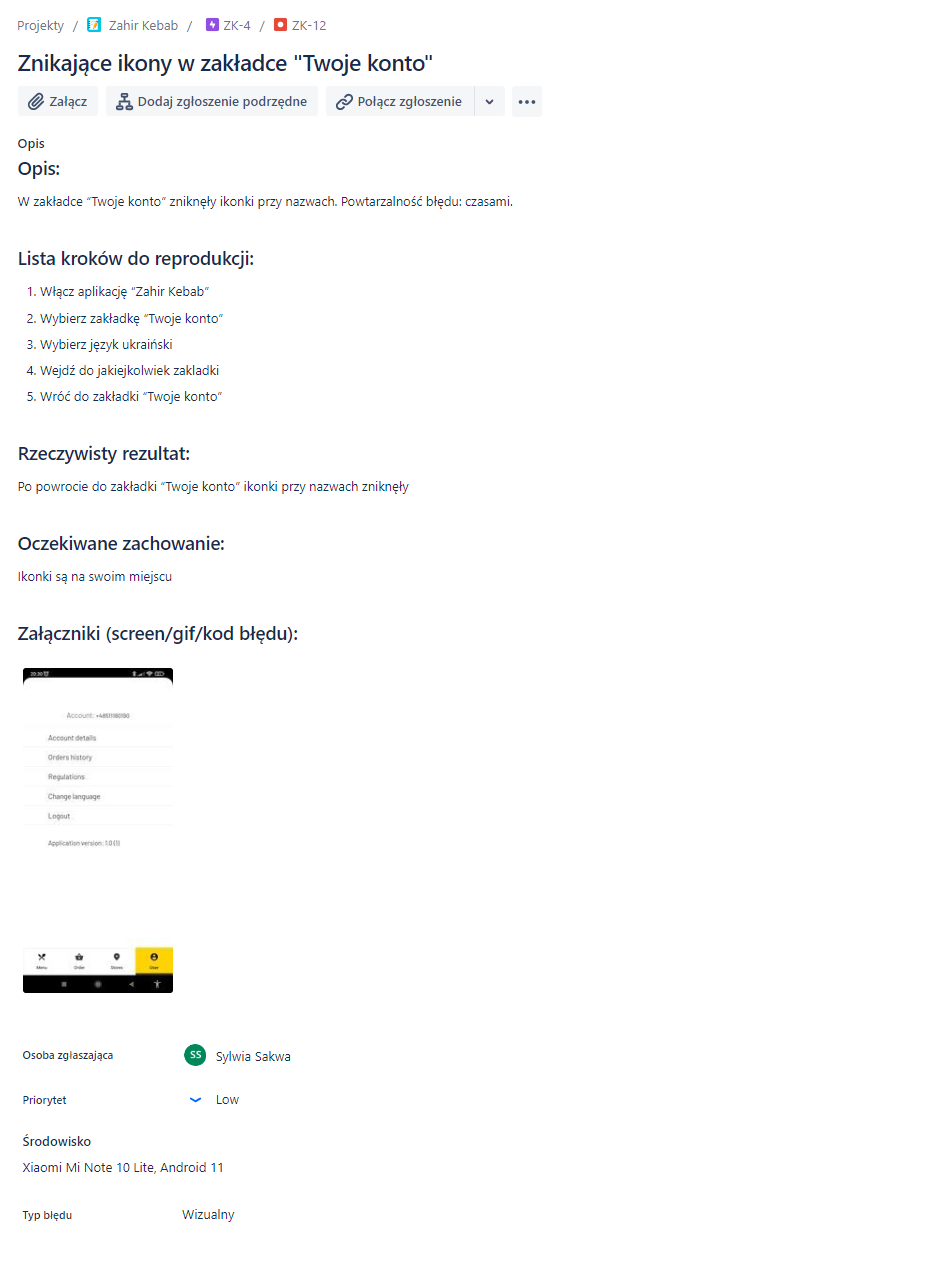 Projekty / Zahir Kebab / ZK-4 / ZK-12
Znikające ikony w zakładce "Twoje konto"
Załącz Dodaj zgłoszenie podrzędne Połącz zgłoszenie
Opis
Opis:
W zakładce “Twoje konto” zniknęły ikonki przy nazwach. Powtarzalność błędu: czasami.
Lista kroków do reprodukcji:
1. Włącz aplikację “Zahir Kebab”
2. Wybierz zakładkę “Twoje konto”
3. Wybierz język ukraiński
4. Wejdź do jakiejkolwiek zakladki
5. Wróć do zakładki “Twoje konto”
Rzeczywisty rezultat:
Po powrocie do zakładki “Twoje konto” ikonki przy nazwach zniknęły
Oczekiwane zachowanie:
Ikonki są na swoim miejscu
Załączniki (screen/gif/kod błędu):
20:30
Account:
Account details
Orders history
Regulations
Change language
Logout
Application version: 1.0 (1)
Menu Order Stores User
Osoba zgłaszająca SS Sylwia Sakwa
Priorytet Low
Środowisko
Xiaomi Mi Note 10 Lite, Android 11
Typ błędu Wizualny